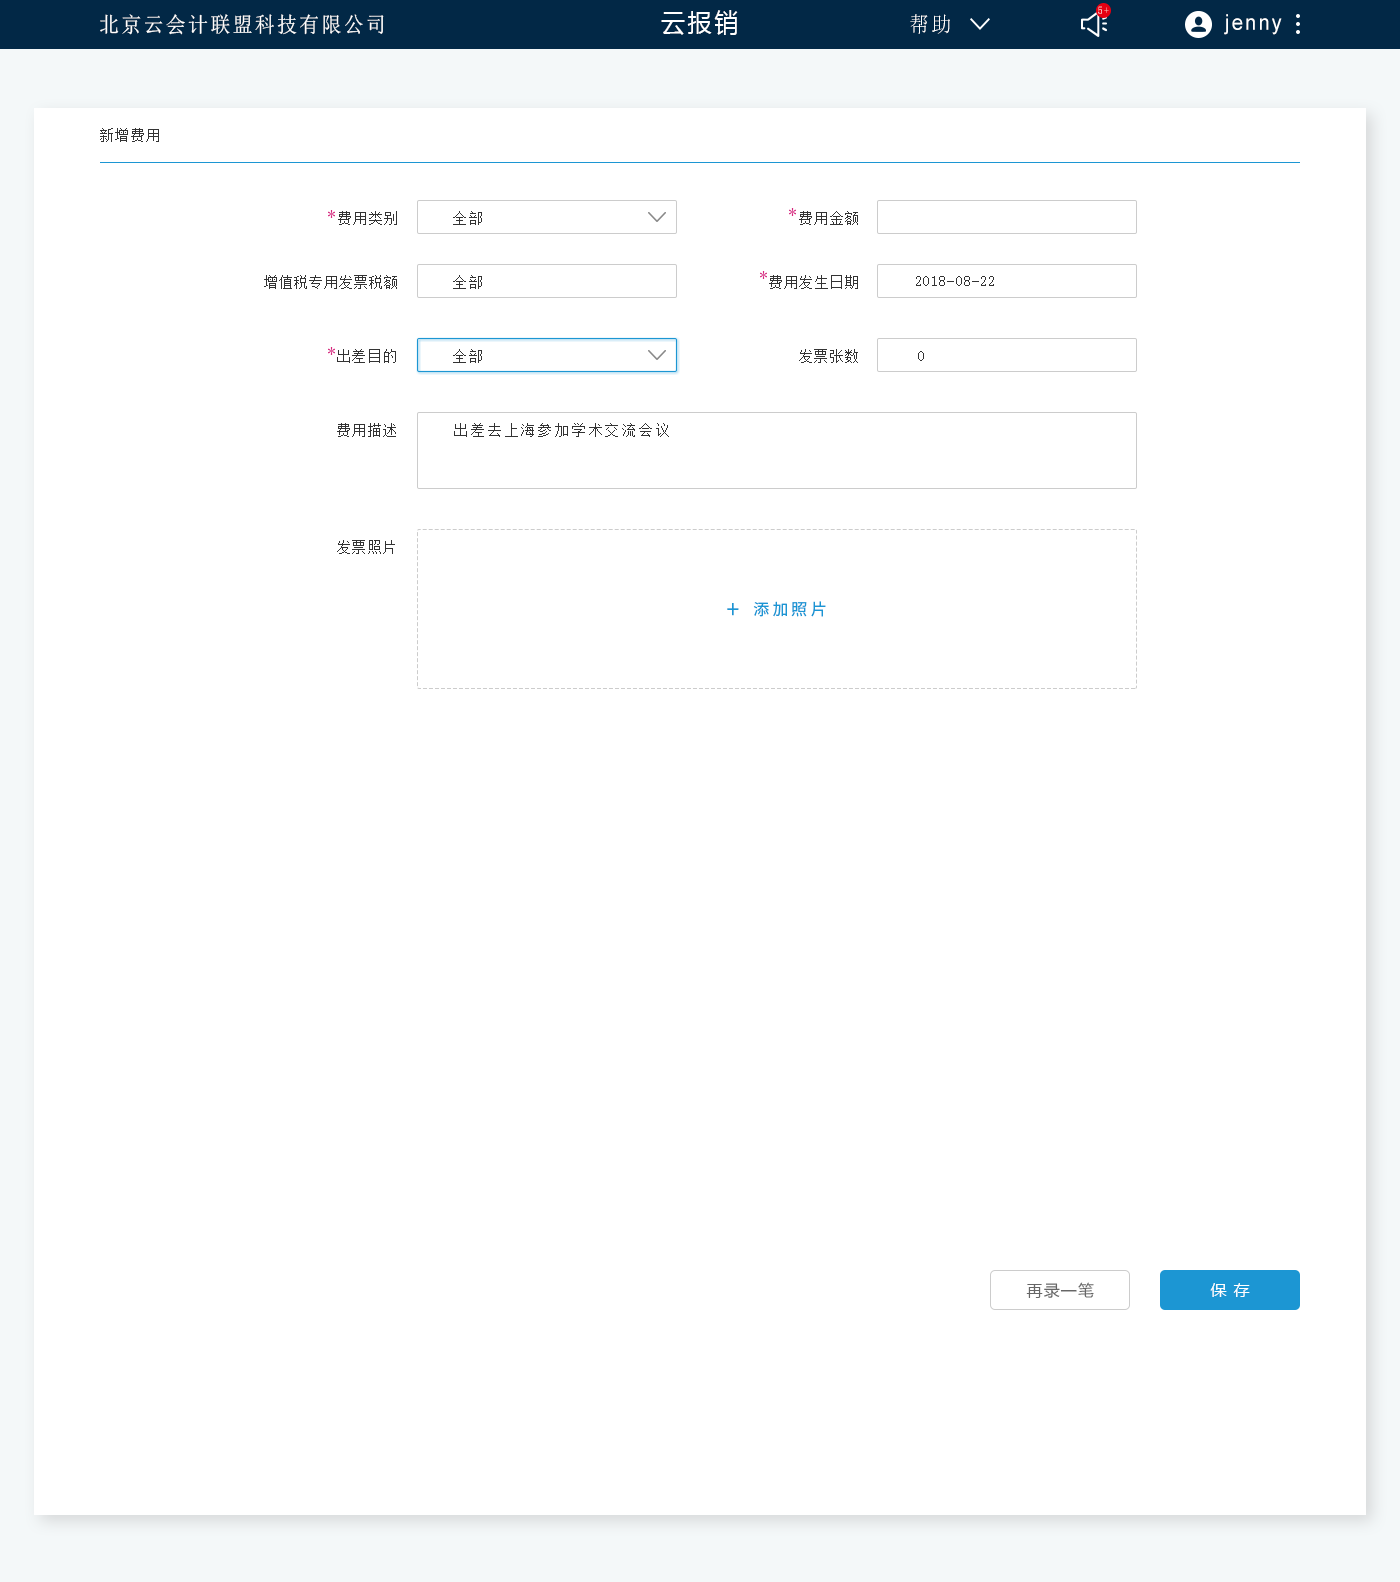 北京云会计联盟科技有限公司 云报销 帮助 5+ jenny
新增费用
*费用类别 全部 *费用金额
增值税专用发票税额 全部 *费用发生日期 2018-08-22
*出差目的 全部 发票张数 0
费用描述 出差去上海参加学术交流会议
发票照片
+ 添加照片
再录一笔 保存